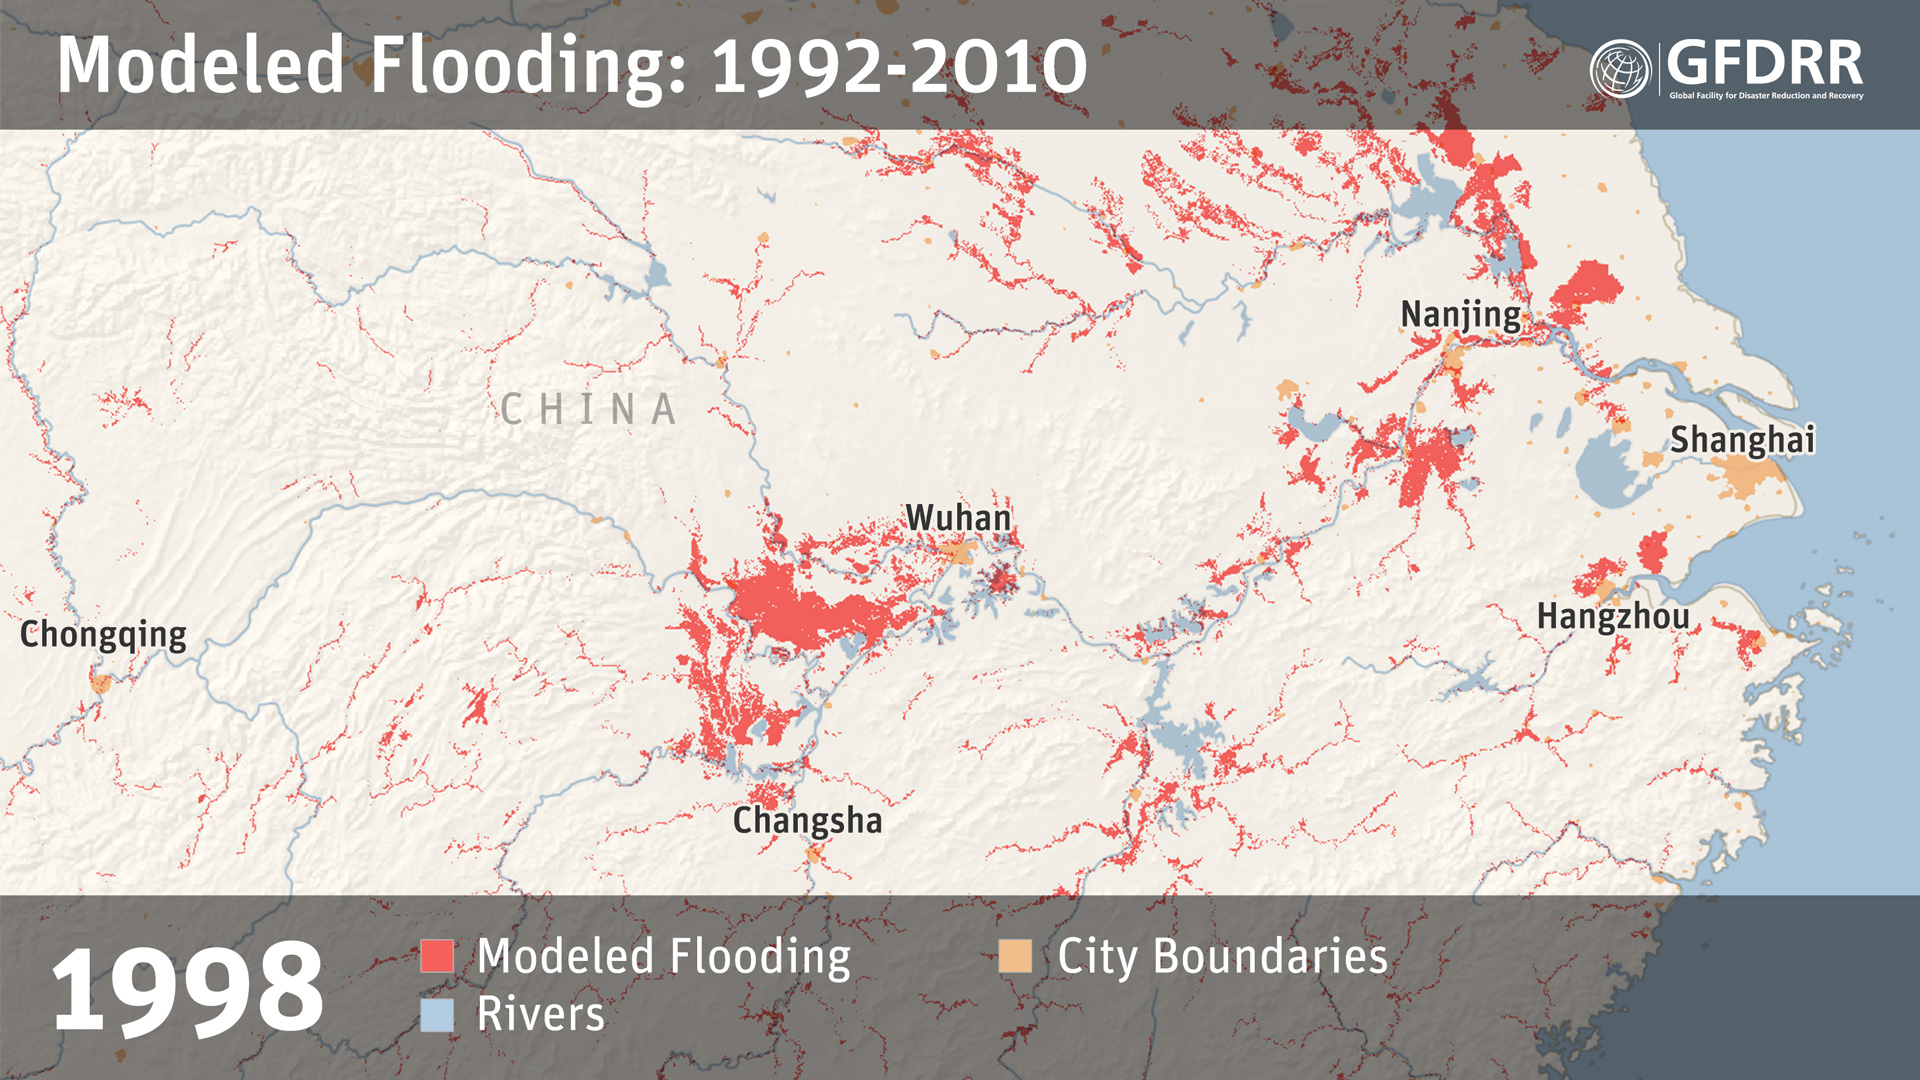 Modeled Flooding: 1992-2010
GFDRR
Global Facility for Disaster Reduction and Recovery
Nanjing
CHINA
Shanghai
Wuhan
Hangzhou
Chongqing
Changsha
1998
Modeled Flooding
City Boundaries
Rivers